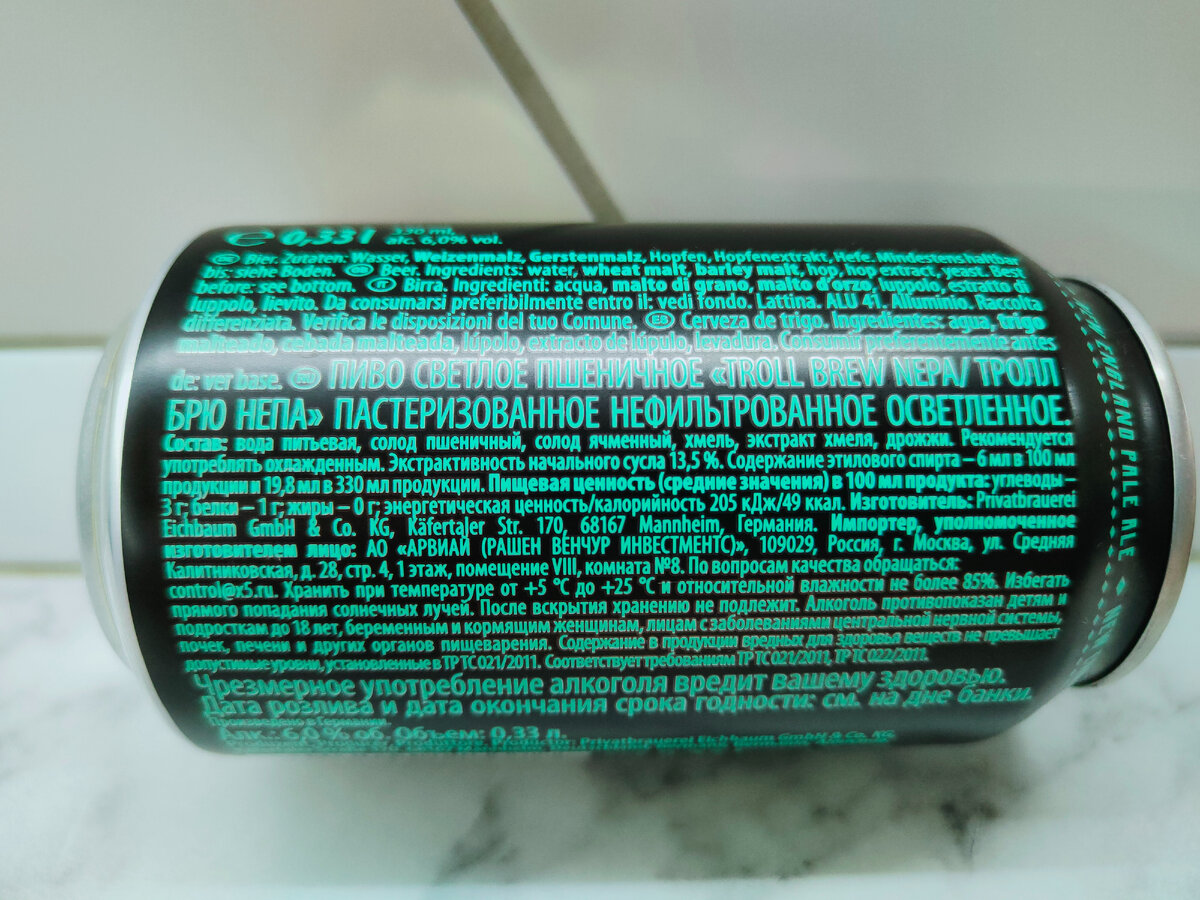 ℮ 0,33 l 330 ml, alc. 6,0% vol.
Bier. Zutaten: Wasser, Weizenmalz, Gerstenmalz, Hopfen, Hopfenextrakt, Hefe. Mindestens haltbar
bis: siehe Boden. Beer. Ingredients: water, wheat malt, barley malt, hop, hop extract, yeast. Best
before: see bottom. Birra. Ingredienti: acqua, malto di grano, malto d'orzo, luppolo, estratto di
luppolo, lievito. Da consumarsi preferibilmente entro il: vedi fondo. Lattina. ALU 41. Alluminio. Raccolta
differenziata. Verifica le disposizioni del tuo Comune. ES Cerveza de trigo. Ingredientes: agua, trigo
malteado, cebada malteada, lúpolo, extracto de lúpulo, levadura. Consumir preferentemente antes
de: ver base. RU ПИВО СВЕТЛОЕ ПШЕНИЧНОЕ «TROLL BREW NEPA/ ТРОЛЛ
БРЮ НЕПА» ПАСТЕРИЗОВАННОЕ НЕФИЛЬТРОВАННОЕ ОСВЕТЛЕННОЕ.
Состав: вода питьевая, солод пшеничный, солод ячменный, хмель, экстракт хмеля, дрожжи. Рекомендуется
употреблять охлажденным. Экстрактивность начального сусла 13,5 %. Содержание этилового спирта – 6 мл в 100 мл
продукции и 19,8 мл в 330 мл продукции. Пищевая ценность (средние значения) в 100 мл продукта: углеводы –
3 г; белки – 1 г; жиры – 0 г; энергетическая ценность/калорийность 205 кДж/49 ккал. Изготовитель: Privatbrauerei
Eichbaum GmbH & Co. KG, Käfertaler Str. 170, 68167 Mannheim, Германия. Импортер, уполномоченное
изготовителем лицо: АО «АРВИАЙ (РАШЕН ВЕНЧУР ИНВЕСТМЕНТС)», 109029, Россия, г. Москва, ул. Средняя
Калитниковская, д. 28, стр. 4, 1 этаж, помещение VIII, комната №8. По вопросам качества обращаться:
control@x5.ru. Хранить при температуре от +5 °С до +25 °С и относительной влажности не более 85%. Избегать
прямого попадания солнечных лучей. После вскрытия хранению не подлежит. Алкоголь противопоказан детям и
подросткам до 18 лет, беременным и кормящим женщинам, лицам с заболеваниями центральной нервной системы,
почек, печени и других органов пищеварения. Содержание в продукции вредных для здоровья веществ не превышает
допустимые уровни, установленные в ТР ТС 021/2011. Соответствует требованиям ТР ТС 021/2011, ТР ТС 022/2011.
Чрезмерное употребление алкоголя вредит вашему здоровью.
Дата розлива и дата окончания срока годности: см. на дне банки.
Произведено в Германии.
Алк.: 6,0 % об. Объем: 0,33 л.
Privatbrauerei Eichbaum GmbH & Co. KG
ENGLAND PALE ALE